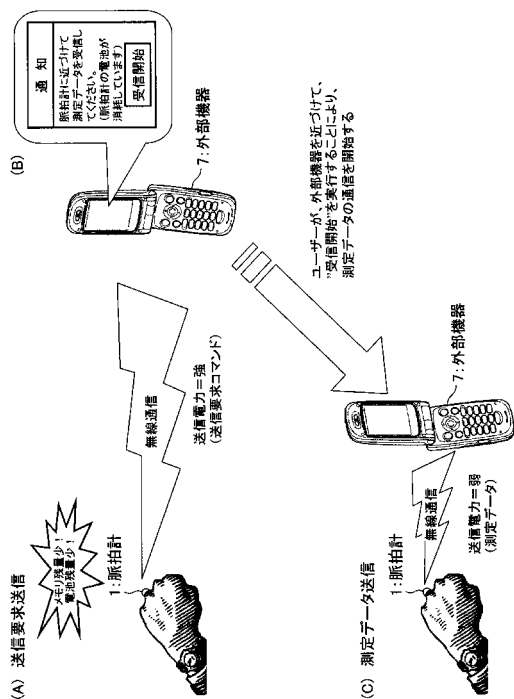 (A) 送信要求送信
メモリ残量少!
電池残量少!
1:脈拍計
無線通信
送信電力=強
(送信要求コマンド)
(B)
通 知
脈拍計に近づけて
測定データを受信し
てください。
(脈拍計の電池が
消耗しています)
受信開始
7:外部機器
ユーザーが、外部機器を近づけて、
"受信開始"を実行することにより、
測定データの通信を開始する
(C) 測定データ送信
1:脈拍計
無線通信
送信電力=弱
(測定データ)
7:外部機器